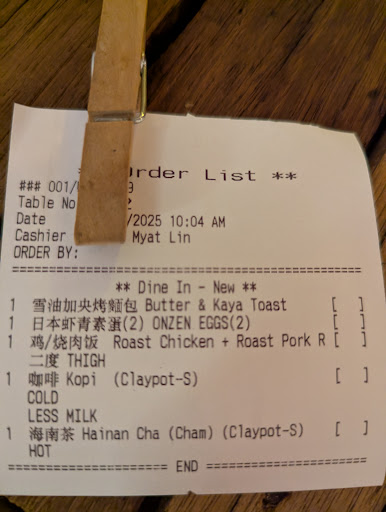 ** Order List **
### 001/
Table No
Date /2025 10:04 AM
Cashier Myat Lin
ORDER BY:
** Dine In - New **
1 雪油加央烤麵包 Butter & Kaya Toast [ ]
1 日本虾青素蛋(2) ONZEN EGGS(2) [ ]
1 鸡/烧肉饭 Roast Chicken + Roast Pork R [ ]
二度 THIGH
1 咖啡 Kopi (Claypot-S) [ ]
COLD
LESS MILK
1 海南茶 Hainan Cha (Cham) (Claypot-S) [ ]
HOT
END